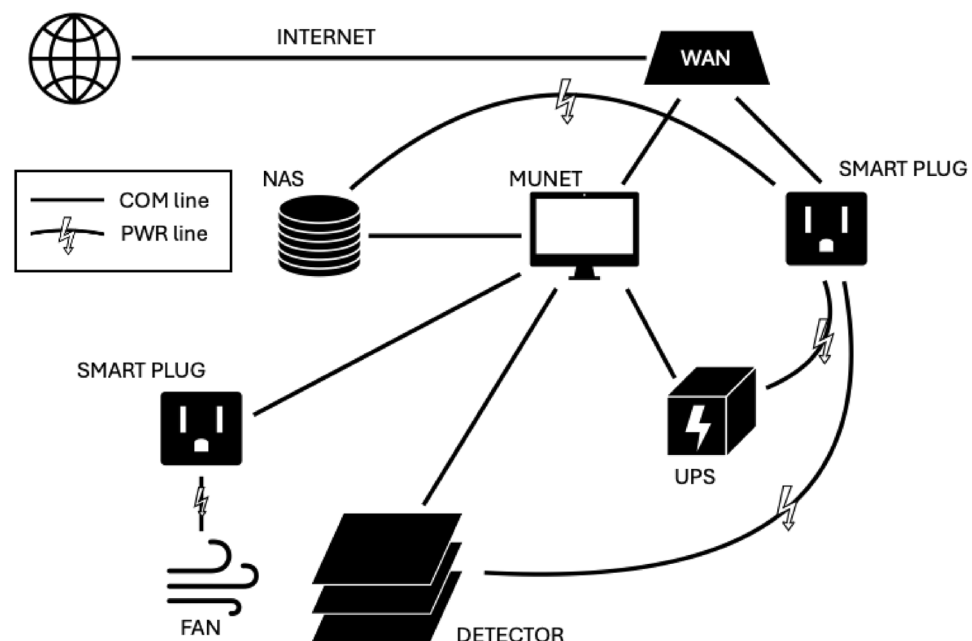 INTERNET
WAN
NAS
MUNET
SMART PLUG
COM line
PWR line
SMART PLUG
UPS
FAN
DETECTOR